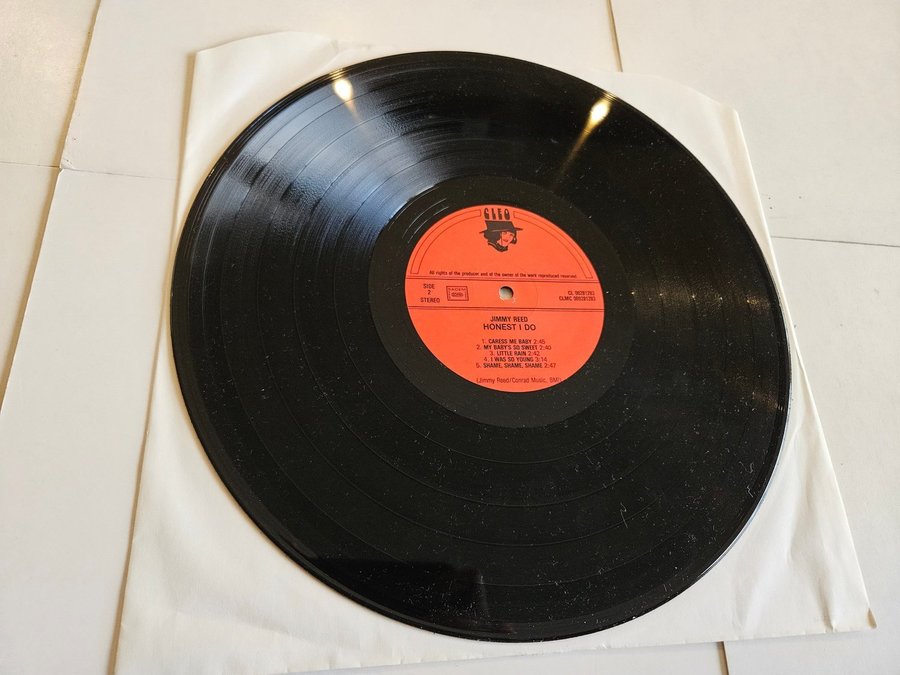 CLEO
All rights of the producer and of the owner of the work reproduced reserved.
SIDE
2
STEREO
SACEM
CL 00281283
CLMC 000281283
JIMMY REED
HONEST I DO
1. CARESS ME BABY 2:45
2. MY BABY'S SO SWEET 2:40
3. LITTLE RAIN 2:42
4. I WAS SO YOUNG 3:14
5. SHAME, SHAME, SHAME 2:47
(Jimmy Reed/Conrad Music, BMI)